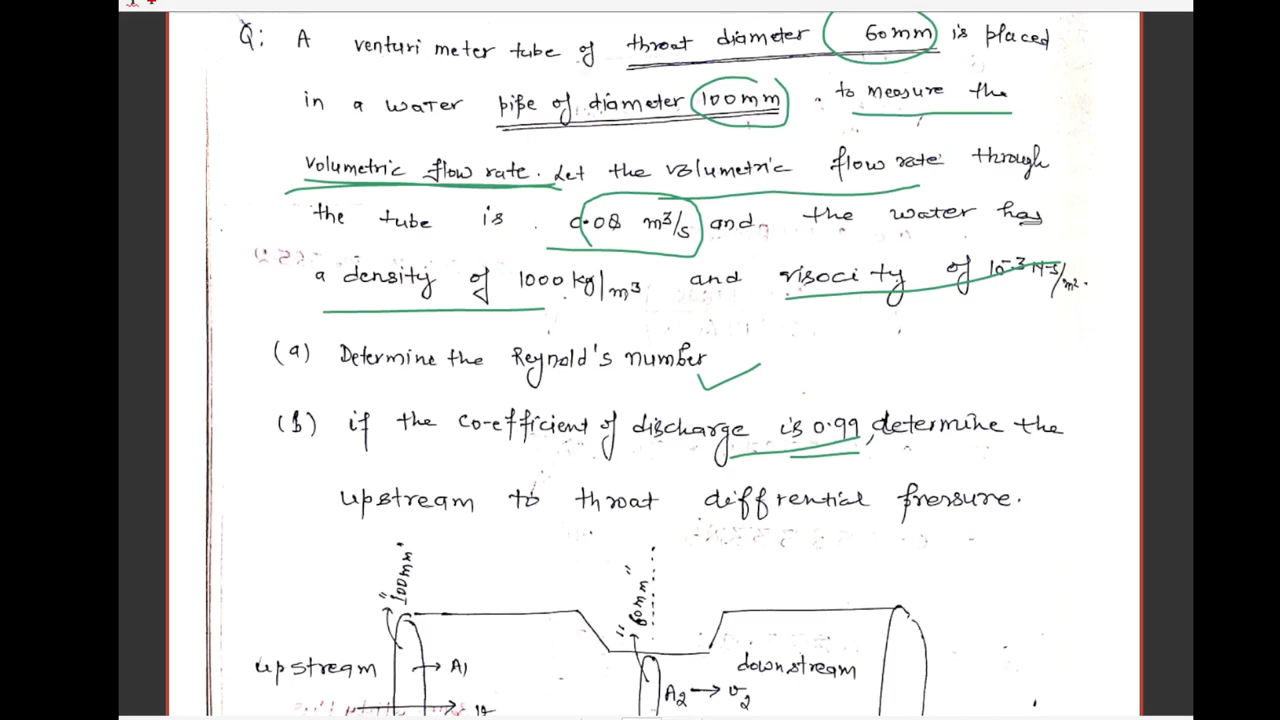 Q: A venturi meter tube of throat diameter 60mm is placed
in a water pipe of diameter 100mm . to measure the
volumetric flow rate. Let the volumetric flow rate through
the tube is 0.08 m³/s and the water has
a density of 1000 kg/m³ and visocity of 10⁻³ N-s/m².
(a) Determine the Reynold's number
(b) if the co-efficient of discharge is 0.99, determine the
upstream to throat diffrential pressure.
"100mm"
"60mm"
upstream → A₁ downstream
A₂ → v₂